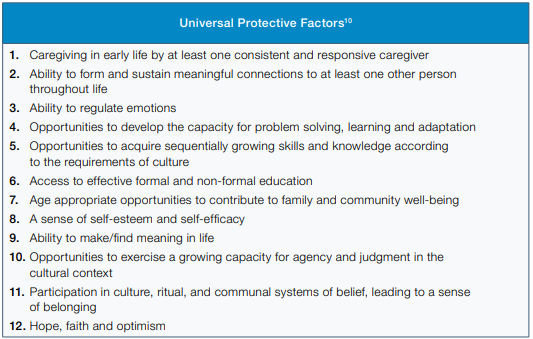 Universal Protective Factors10
1. Caregiving in early life by at least one consistent and responsive caregiver
2. Ability to form and sustain meaningful connections to at least one other person
throughout life
3. Ability to regulate emotions
4. Opportunities to develop the capacity for problem solving, learning and adaptation
5. Opportunities to acquire sequentially growing skills and knowledge according
to the requirements of culture
6. Access to effective formal and non-formal education
7. Age appropriate opportunities to contribute to family and community well-being
8. A sense of self-esteem and self-efficacy
9. Ability to make/find meaning in life
10. Opportunities to exercise a growing capacity for agency and judgment in the
cultural context
11. Participation in culture, ritual, and communal systems of belief, leading to a sense
of belonging
12. Hope, faith and optimism